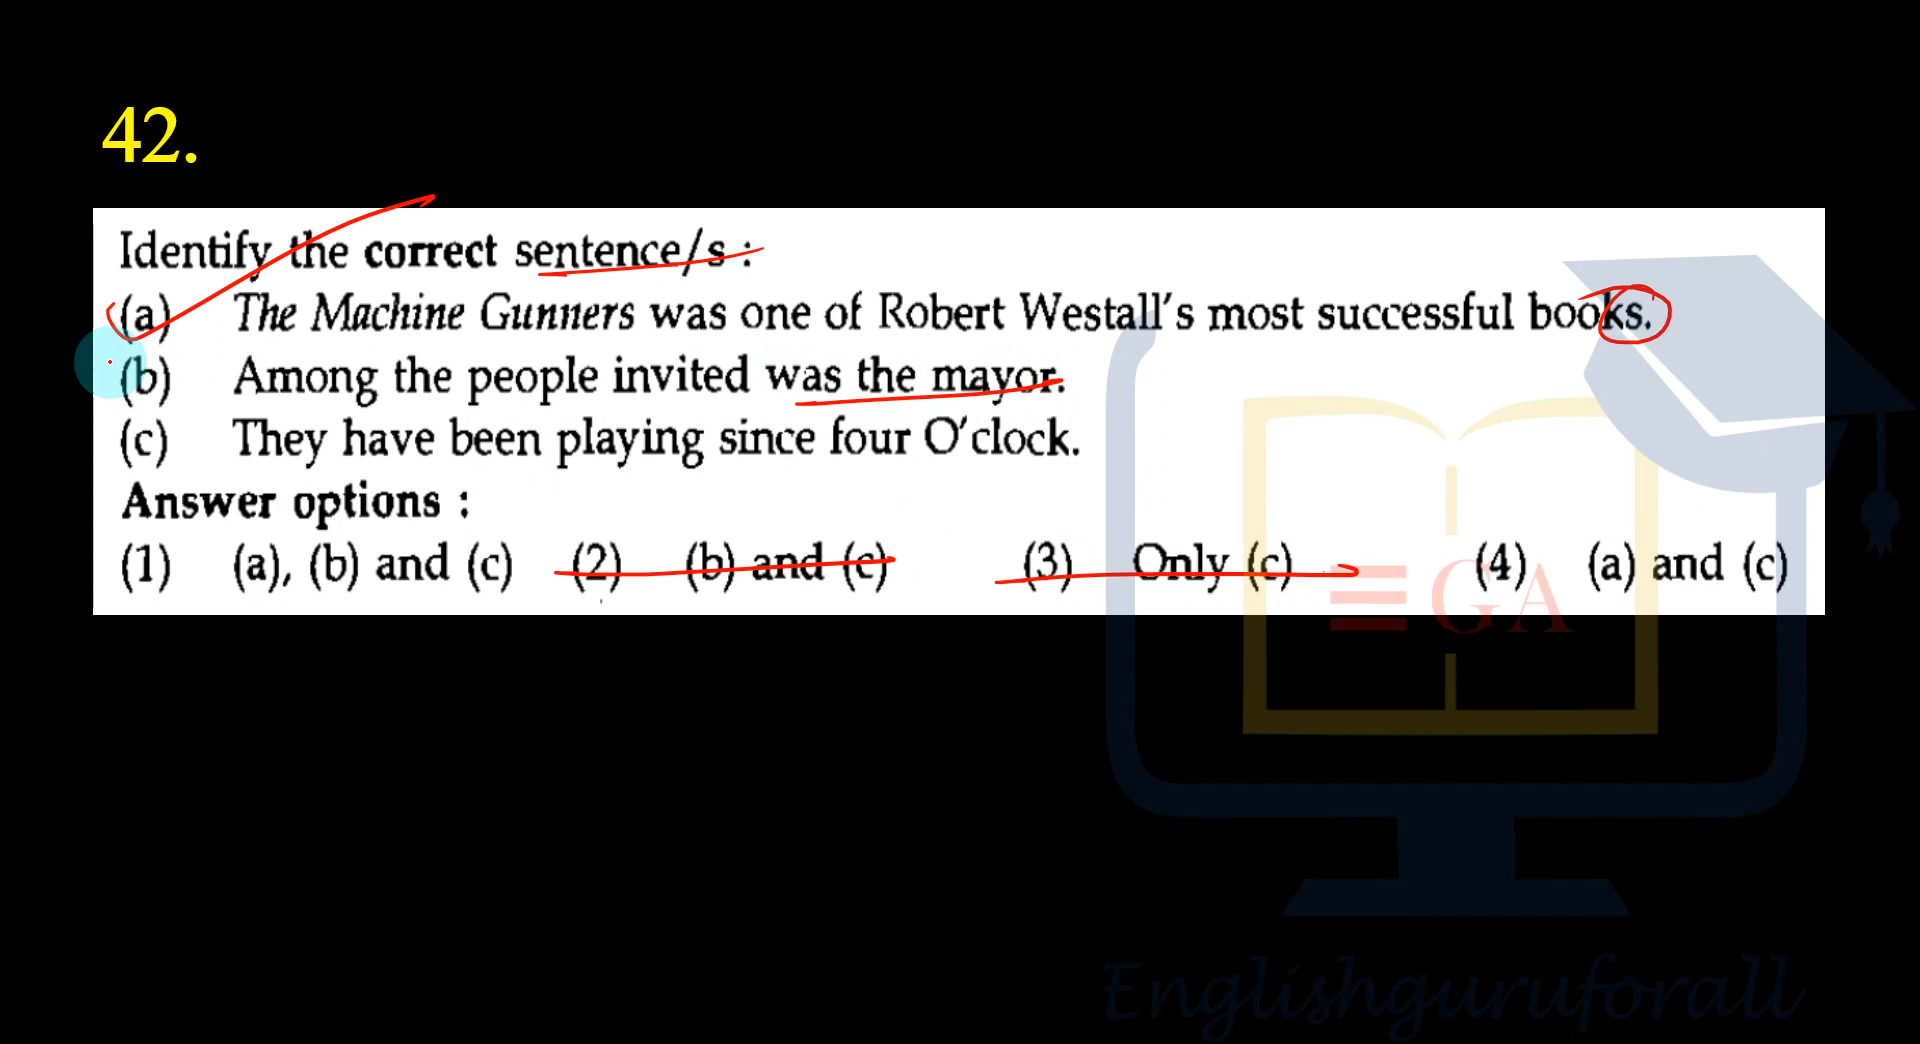 42.
Identify the correct sentence/s :
(a) The Machine Gunners was one of Robert Westall's most successful books.
(b) Among the people invited was the mayor.
(c) They have been playing since four O'clock.
Answer options :
(1) (a), (b) and (c) (2) (b) and (c) (3) Only (c) (4) (a) and (c)
GA
Englishguruforall